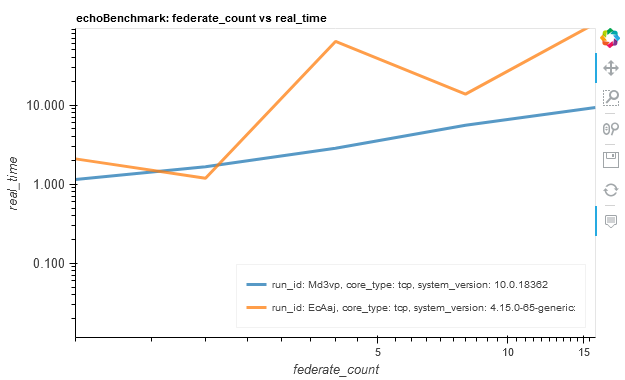 echoBenchmark: federate_count vs real_time
real_time
10.000
1.000
0.100
run_id: Md3vp, core_type: tcp, system_version: 10.0.18362
run_id: EcAaj, core_type: tcp, system_version: 4.15.0-65-generic:
5
10
15
federate_count